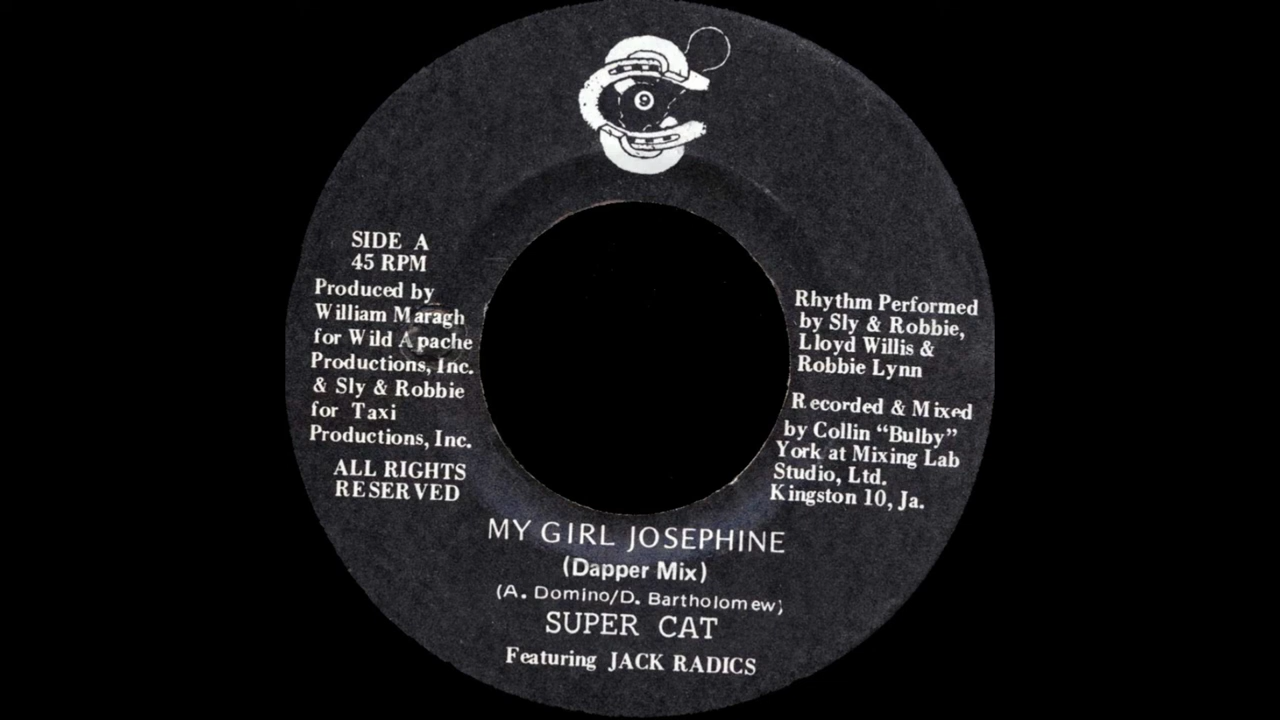 9
SIDE A
45 RPM
Produced by
William Maragh
for Wild Apache
Productions, Inc.
& Sly & Robbie
for Taxi
Productions, Inc.
ALL RIGHTS
RESERVED
Rhythm Performed
by Sly & Robbie,
Lloyd Willis &
Robbie Lynn
Recorded & Mixed
by Collin “Bulby”
York at Mixing Lab
Studio, Ltd.
Kingston 10, Ja.
MY GIRL JOSEPHINE
(Dapper Mix)
(A. Domino/D. Bartholomew)
SUPER CAT
Featuring JACK RADICS